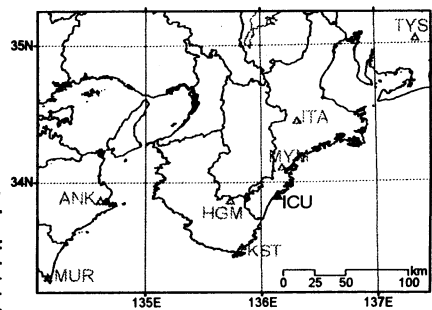 TYS
35N
ITA
MYM
34N
ANK
HGM
ICU
KST
MUR
km
0 25 50 100
135E 136E 137E